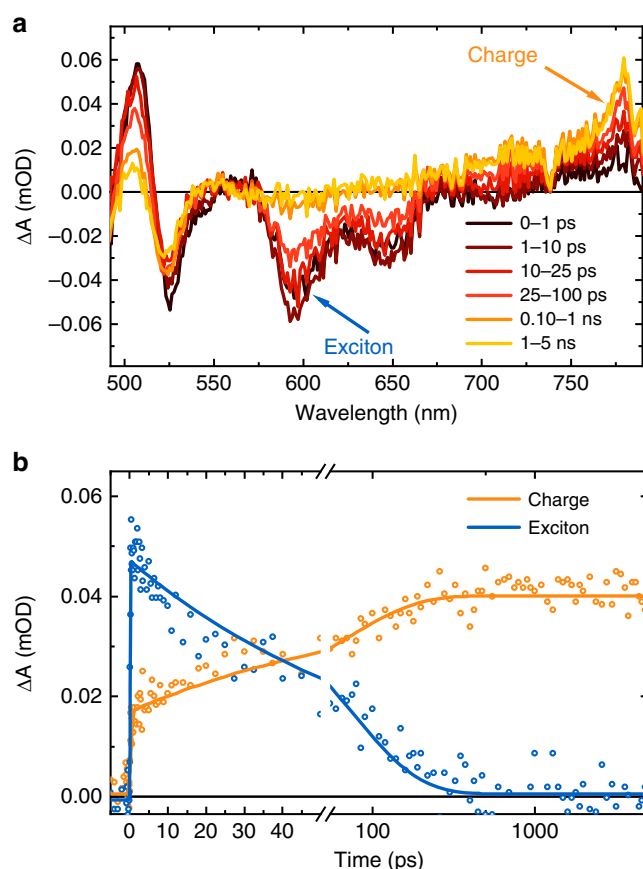 a
0.06
0.04
0.02
0.00
−0.02
−0.04
−0.06
ΔA (mOD)
Charge
Exciton
0–1 ps
1–10 ps
10–25 ps
25–100 ps
0.10–1 ns
1–5 ns
500 550 600 650 700 750
Wavelength (nm)
b
0.06
0.04
0.02
0.00
ΔA (mOD)
Charge
Exciton
0 10 20 30 40 100 1000
Time (ps)